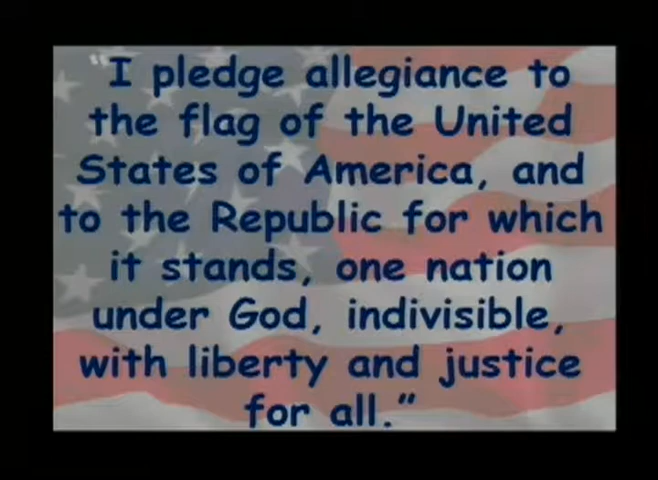 “I pledge allegiance to
the flag of the United
States of America, and
to the Republic for which
it stands, one nation
under God, indivisible,
with liberty and justice
for all.”